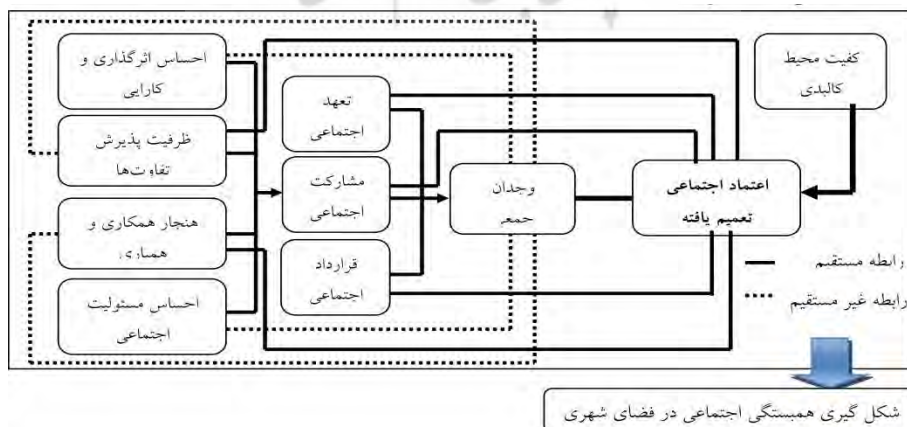 احساس اثرگذاری و
کارایی
ظرفیت پذیرش
تفاوت‌ها
هنجار همکاری و
همیاری
احساس مسئولیت
اجتماعی
تعهد
اجتماعی
مشارکت
اجتماعی
قرارداد
اجتماعی
وجدان
جمعی
اعتماد اجتماعی
تعمیم یافته
کفیت محیط
کالبدی
رابطه مستقیم
رابطه غیر مستقیم
شکل گیری همبستگی اجتماعی در فضای شهری